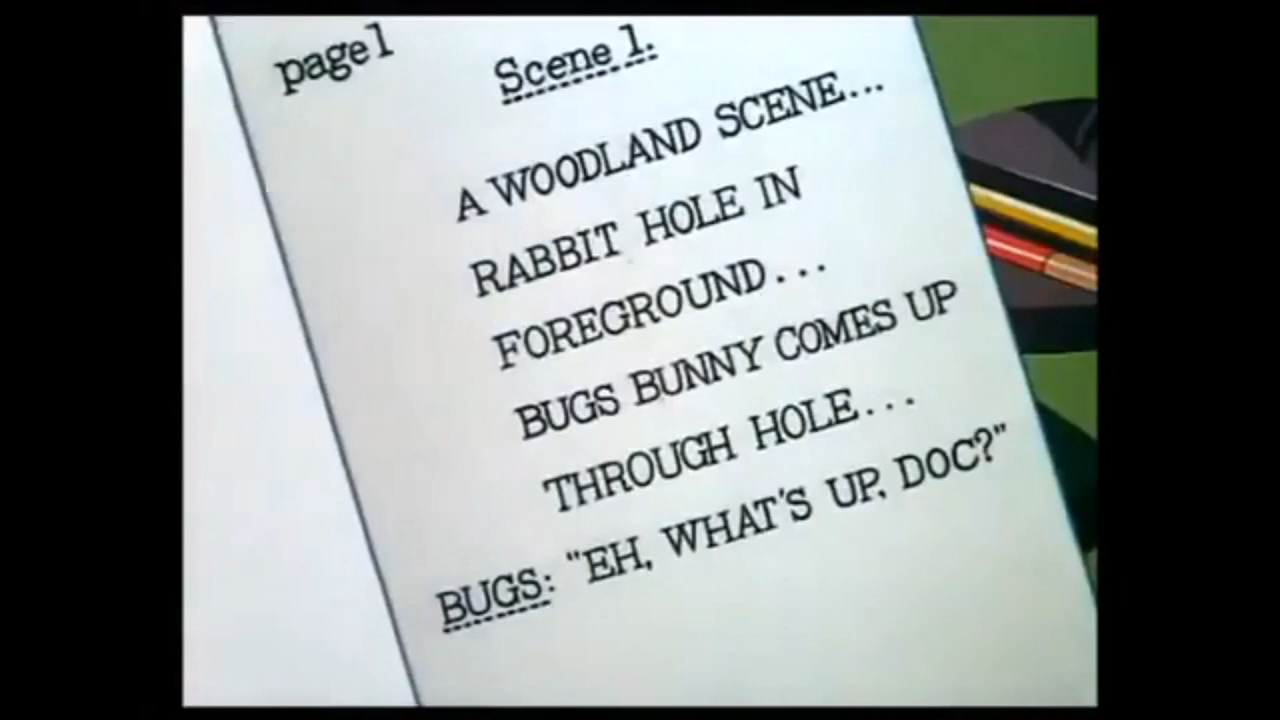 page 1
Scene 1.
A WOODLAND SCENE...
RABBIT HOLE IN
FOREGROUND...
BUGS BUNNY COMES UP
THROUGH HOLE...
BUGS: "EH, WHAT'S UP, DOC?"